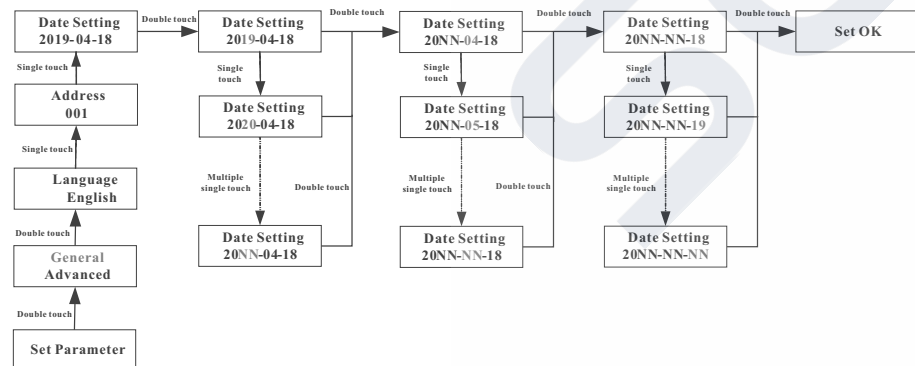 Date Setting
2019-04-18
Double touch
Date Setting
2019-04-18
Double touch
Date Setting
20NN-04-18
Double touch
Date Setting
20NN-NN-18
Double touch
Set OK
Single touch
Single
touch
Single
touch
Single
touch
Address
001
Date Setting
2020-04-18
Date Setting
20NN-05-18
Date Setting
20NN-NN-19
Single touch
Language
English
Multiple
single touch
Double touch
Multiple
single touch
Double touch
Multiple
single touch
Double touch
Date Setting
20NN-04-18
Date Setting
20NN-NN-18
Date Setting
20NN-NN-NN
General
Advanced
Double touch
Set Parameter